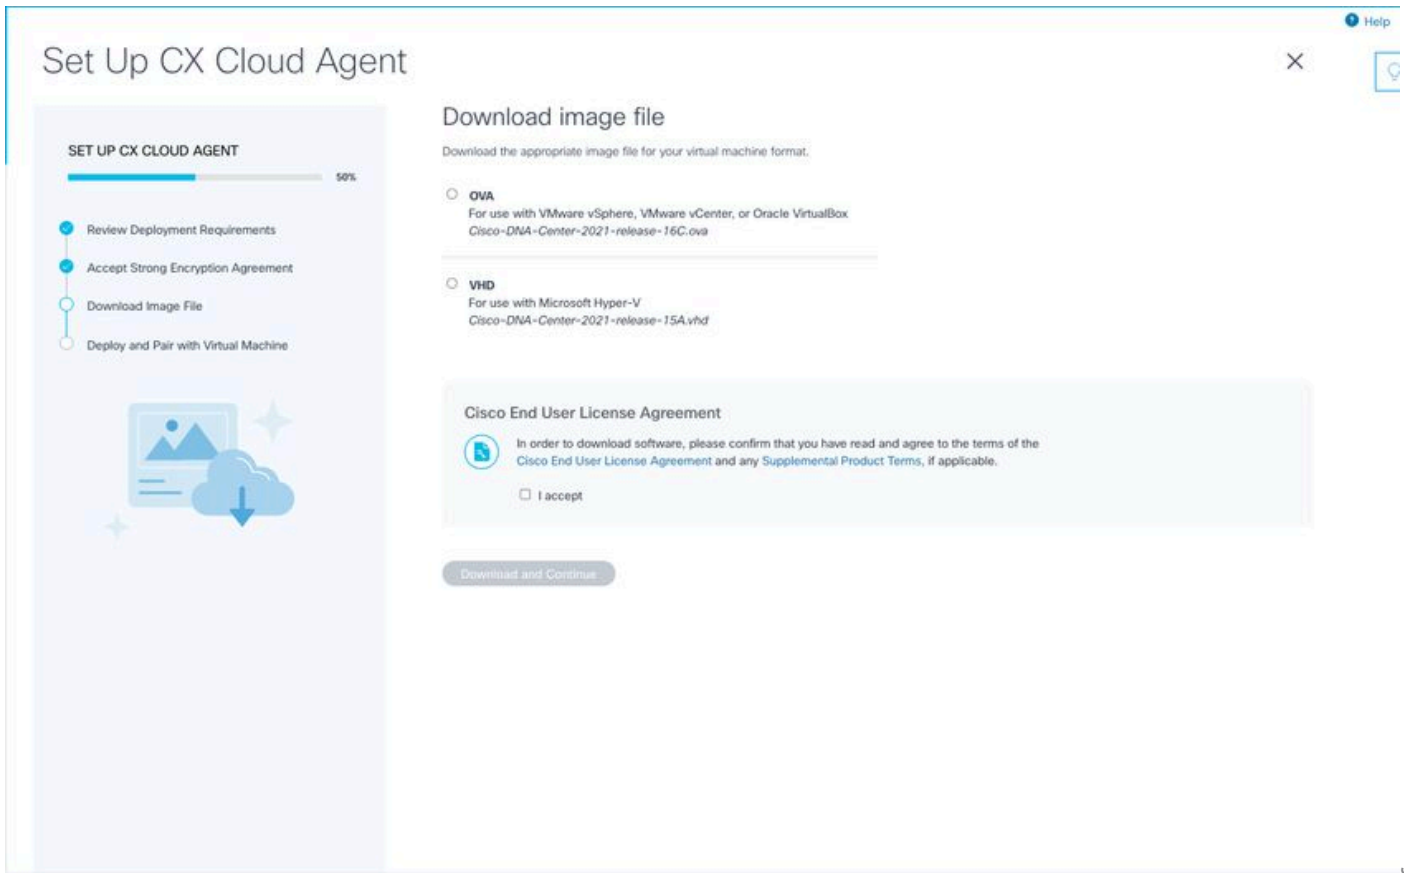 Help
Set Up CX Cloud Agent
SET UP CX CLOUD AGENT
50%
Review Deployment Requirements
Accept Strong Encryption Agreement
Download Image File
Deploy and Pair with Virtual Machine
Download image file
Download the appropriate image file for your virtual machine format.
OVA
For use with VMware vSphere, VMware vCenter, or Oracle VirtualBox
Cisco-DNA-Center-2021-release-16C.ova
VHD
For use with Microsoft Hyper-V
Cisco-DNA-Center-2021-release-15A.vhd
Cisco End User License Agreement
In order to download software, please confirm that you have read and agree to the terms of the
Cisco End User License Agreement and any Supplemental Product Terms, if applicable.
I accept
Download and Continue